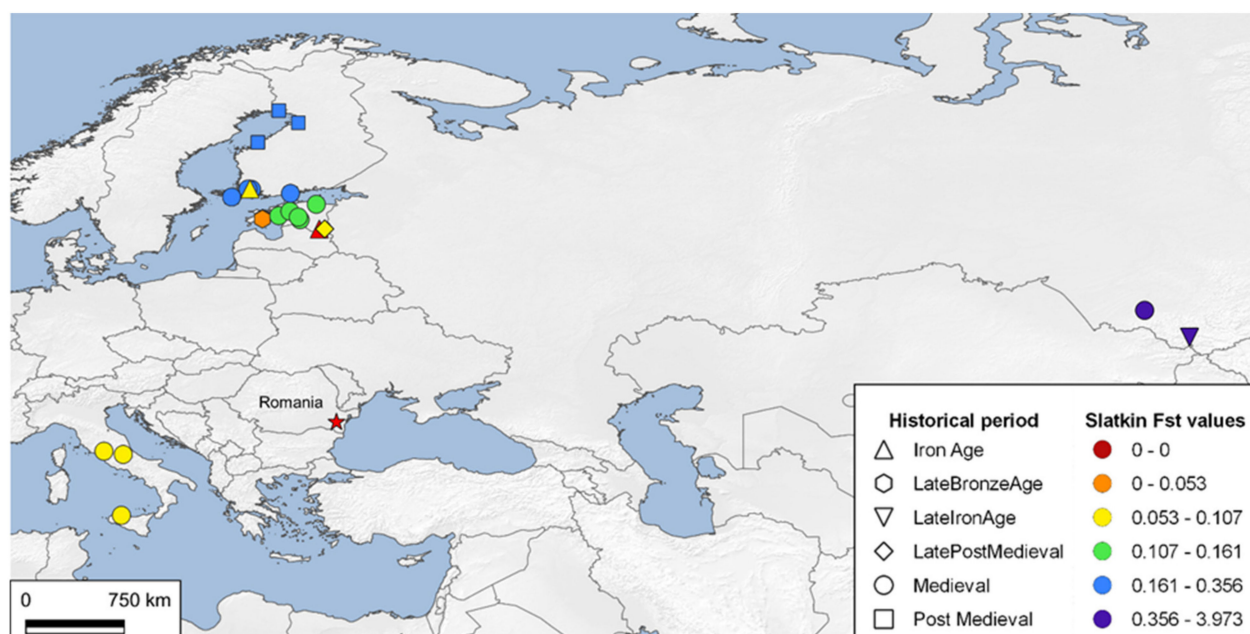 Romania
0 750 km
Historical period
Iron Age
LateBronzeAge
LateIronAge
LatePostMedieval
Medieval
Post Medieval
Slatkin Fst values
0 - 0
0 - 0.053
0.053 - 0.107
0.107 - 0.161
0.161 - 0.356
0.356 - 3.973